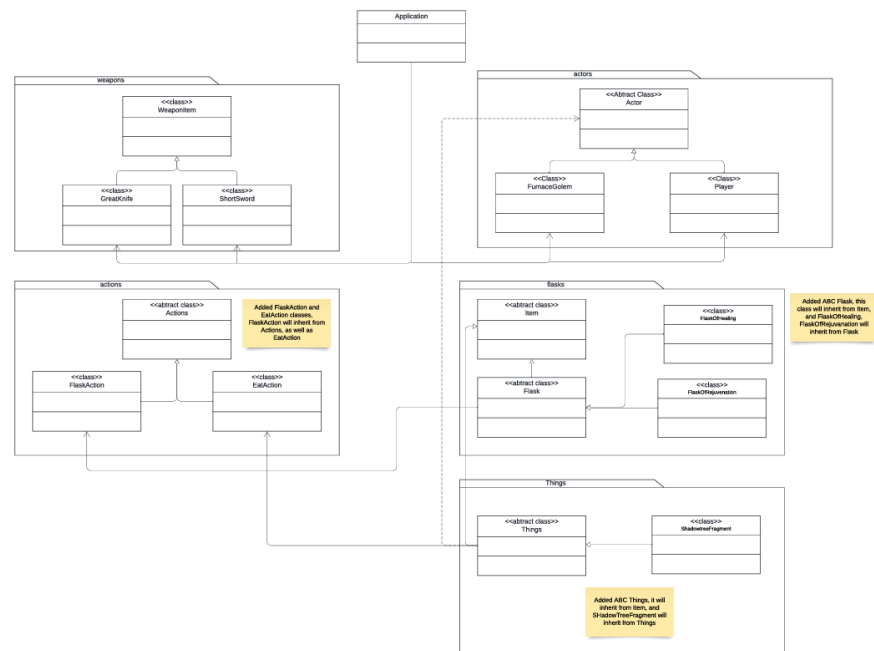 Application
weapons
<<class>>
WeaponItem
<<class>>
GreatKnife
<<class>>
ShortSword
actors
<<Abtract Class>>
Actor
<<Class>>
FurnaceGolem
<<Class>>
Player
actions
<<abtract class>>
Actions
Added FlaskAction and
EatAction classes,
FlaskAction will inherit from
Actions, as well as
EatAction
<<class>>
FlaskAction
<<class>>
EatAction
flasks
<<abtract class>>
Item
<<class>>
FlaskOfHealing
<<abtract class>>
Flask
<<class>>
FlaskOfRejuvenation
Added ABC Flask, this
class will inherit from Item,
and FlaskOfHealing,
FlaskOfRejuvanation will
inherit from Flask
Things
<<abtract class>>
Things
<<class>>
ShadowtreeFragment
Added ABC Things, it will
inherit from Item, and
SHadowTreeFragment will
inherit from Things